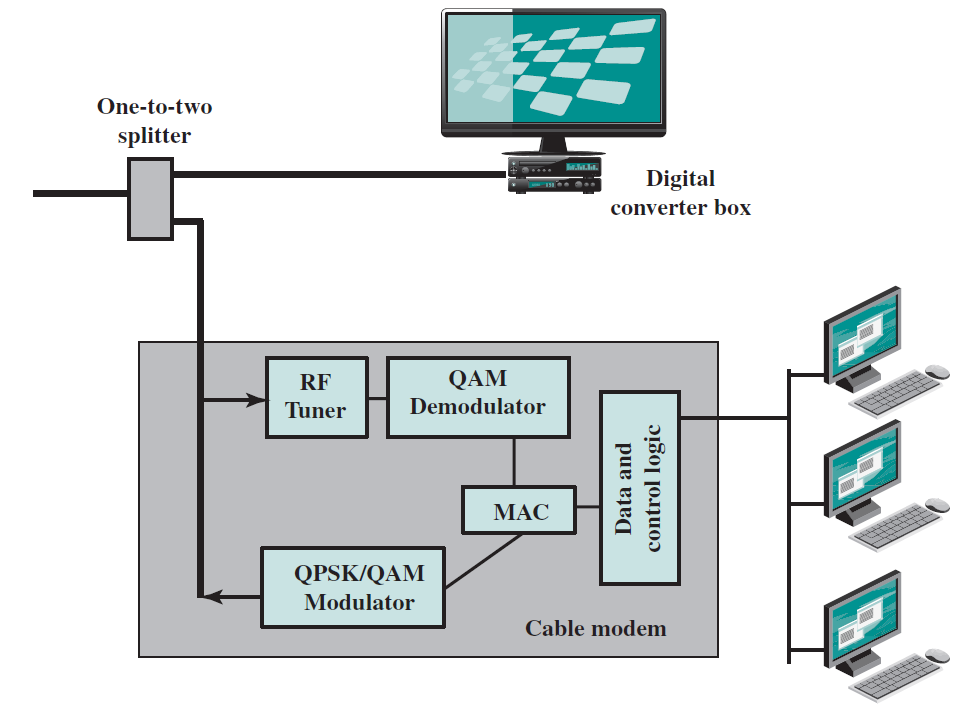 One-to-two
splitter
Digital
converter box
RF
Tuner
QAM
Demodulator
Data and
control logic
MAC
QPSK/QAM
Modulator
Cable modem